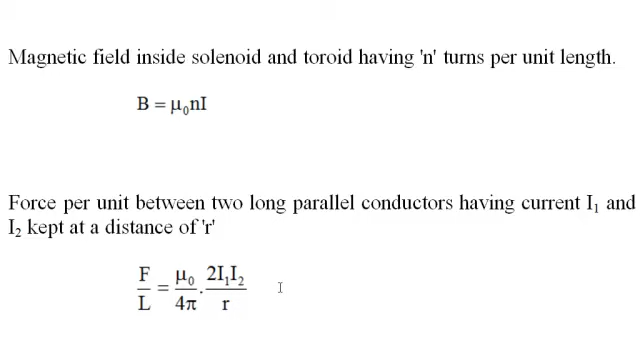 Magnetic field inside solenoid and toroid having 'n' turns per unit length.
B = μ₀nI
Force per unit between two long parallel conductors having current I₁ and
I₂ kept at a distance of 'r'
F/L = μ₀/4π . 2I₁I₂/r